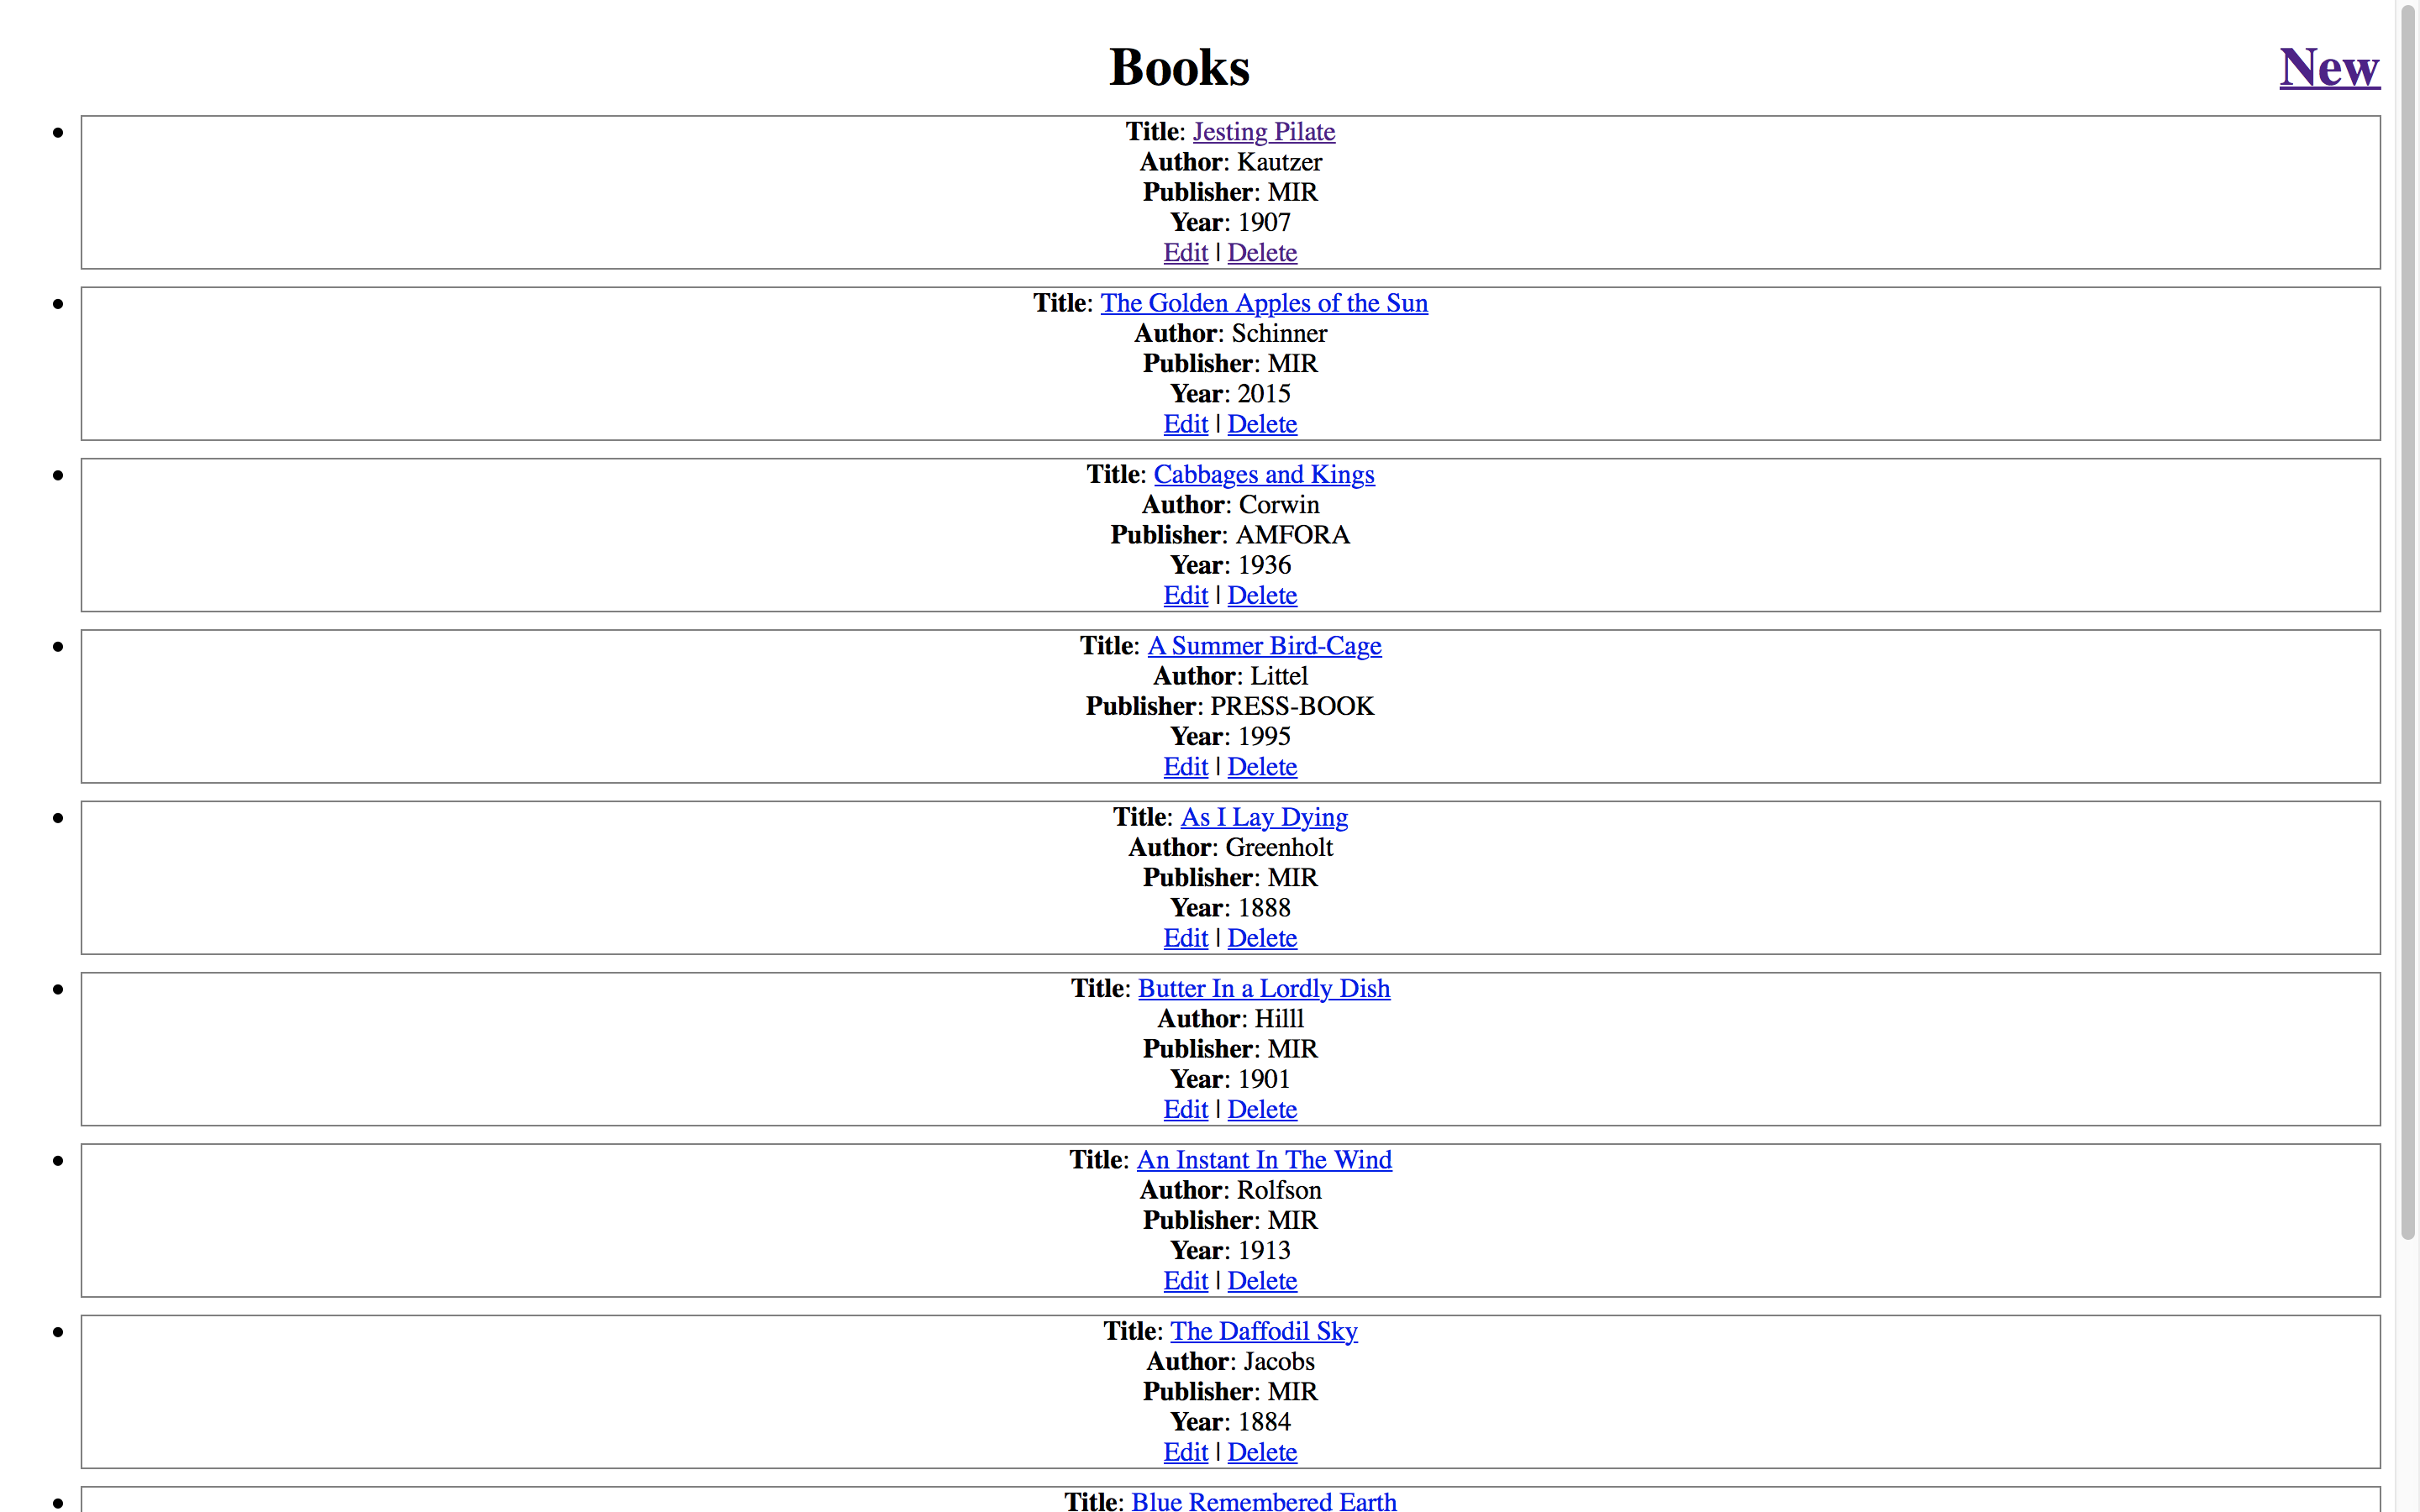 Books
New
Title: Jesting Pilate
Author: Kautzer
Publisher: MIR
Year: 1907
Edit | Delete
Title: The Golden Apples of the Sun
Author: Schinner
Publisher: MIR
Year: 2015
Edit | Delete
Title: Cabbages and Kings
Author: Corwin
Publisher: AMFORA
Year: 1936
Edit | Delete
Title: A Summer Bird-Cage
Author: Littel
Publisher: PRESS-BOOK
Year: 1995
Edit | Delete
Title: As I Lay Dying
Author: Greenholt
Publisher: MIR
Year: 1888
Edit | Delete
Title: Butter In a Lordly Dish
Author: Hilll
Publisher: MIR
Year: 1901
Edit | Delete
Title: An Instant In The Wind
Author: Rolfson
Publisher: MIR
Year: 1913
Edit | Delete
Title: The Daffodil Sky
Author: Jacobs
Publisher: MIR
Year: 1884
Edit | Delete
Title: Blue Remembered Earth